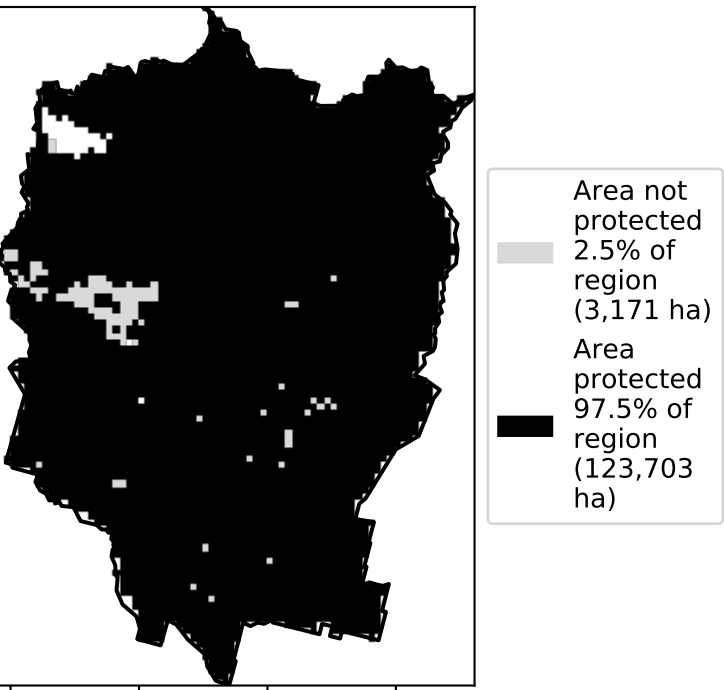 Area not
protected
2.5% of
region
(3,171 ha)
Area
protected
97.5% of
region
(123,703
ha)